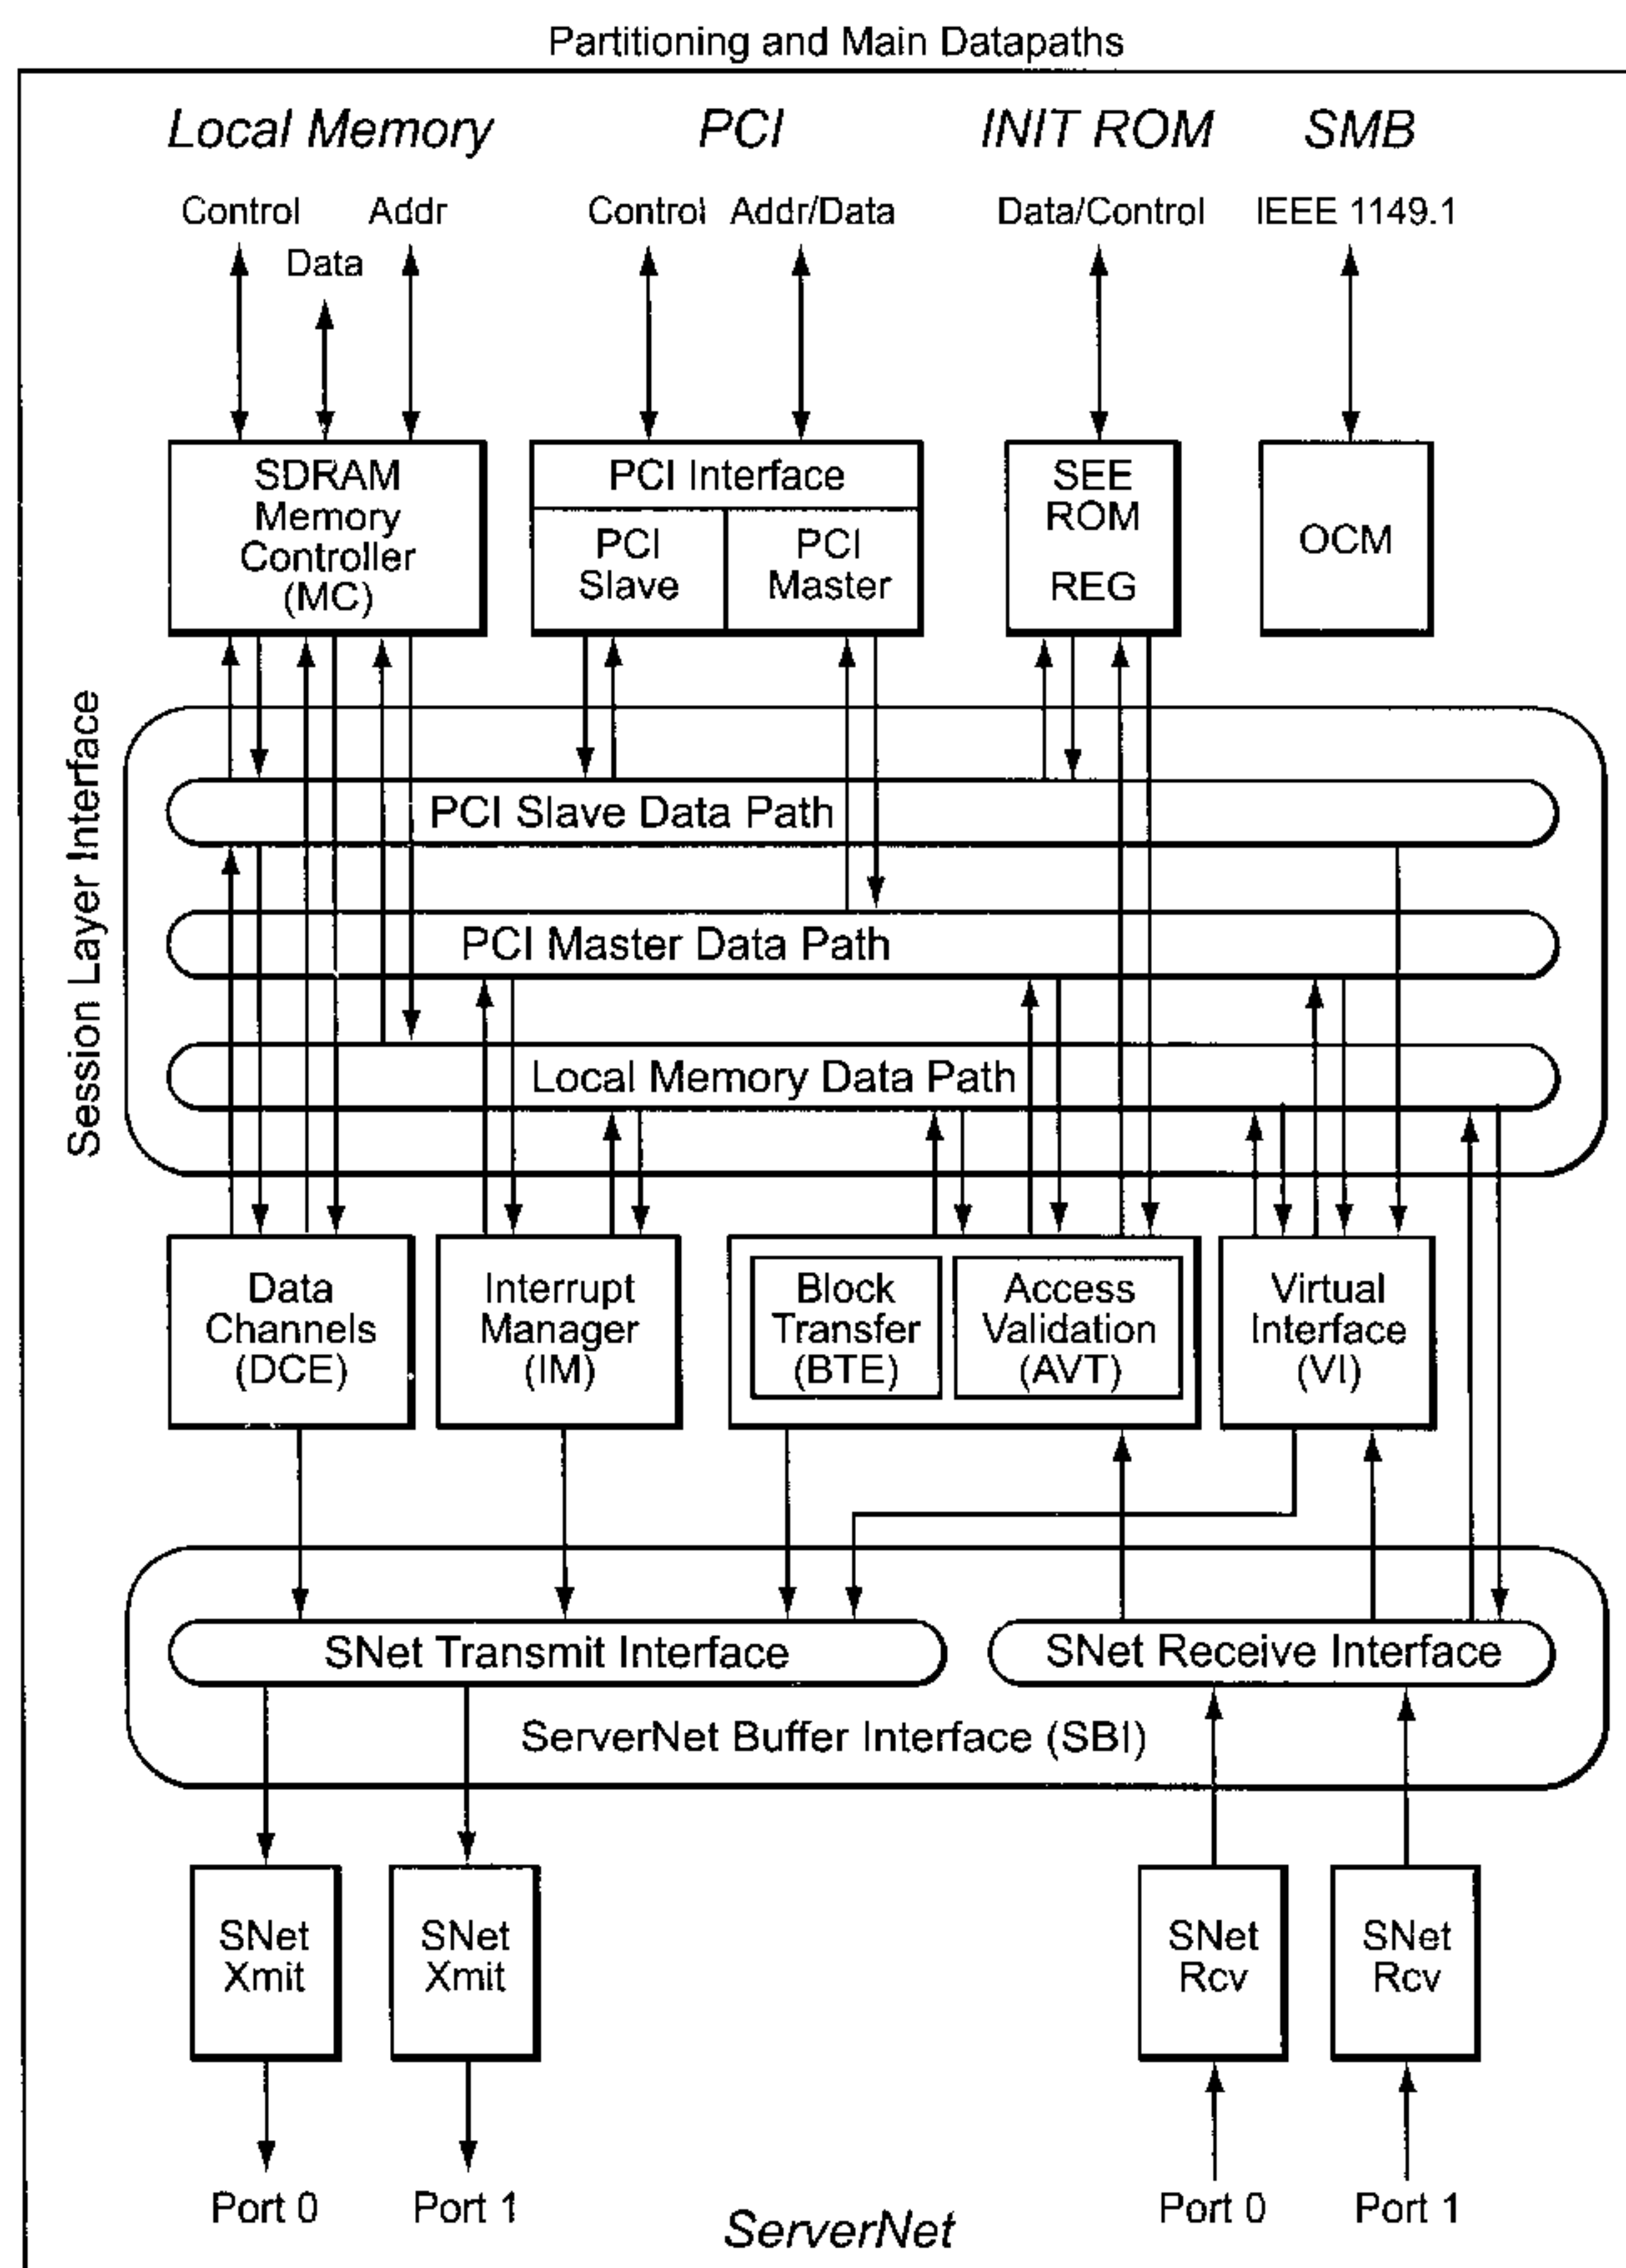 Partitioning and Main Datapaths
Local Memory
PCI
INIT ROM
SMB
Control
Addr
Data
Control
Addr/Data
Data/Control
IEEE 1149.1
SDRAM
Memory
Controller
(MC)
PCI Interface
PCI
Slave
PCI
Master
SEE
ROM
REG
OCM
Session Layer Interface
PCI Slave Data Path
PCI Master Data Path
Local Memory Data Path
Data
Channels
(DCE)
Interrupt
Manager
(IM)
Block
Transfer
(BTE)
Access
Validation
(AVT)
Virtual
Interface
(VI)
SNet Transmit Interface
SNet Receive Interface
ServerNet Buffer Interface (SBI)
SNet
Xmit
SNet
Xmit
SNet
Rcv
SNet
Rcv
Port 0
Port 1
Port 0
Port 1
ServerNet